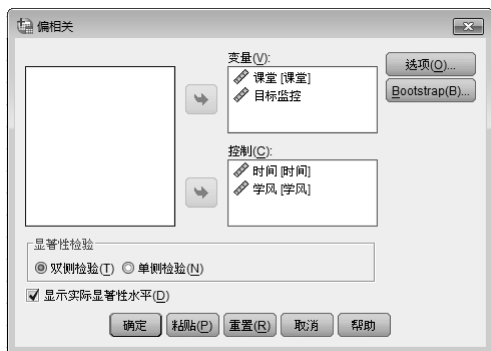 偏相关
变量(V):
课堂 [课堂]
目标监控
选项(O)...
Bootstrap(B)...
控制(C):
时间 [时间]
学风 [学风]
显著性检验
双侧检验(T) 单侧检验(N)
显示实际显著性水平(D)
确定 粘贴(P) 重置(R) 取消 帮助